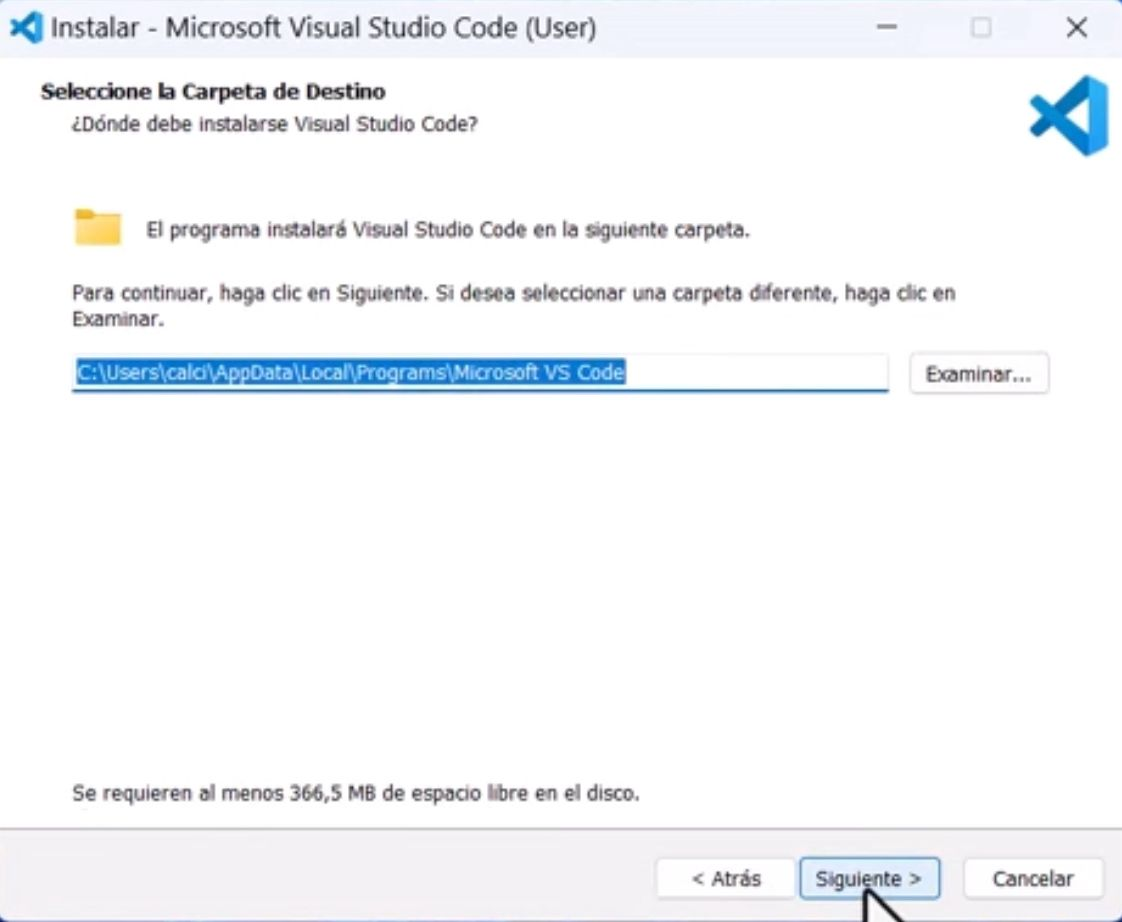 Instalar - Microsoft Visual Studio Code (User)
Seleccione la Carpeta de Destino
¿Dónde debe instalarse Visual Studio Code?
El programa instalará Visual Studio Code en la siguiente carpeta.
Para continuar, haga clic en Siguiente. Si desea seleccionar una carpeta diferente, haga clic en
Examinar.
C:\Users\calci\AppData\Local\Programs\Microsoft VS Code
Examinar...
Se requieren al menos 366,5 MB de espacio libre en el disco.
< Atrás
Siguiente >
Cancelar